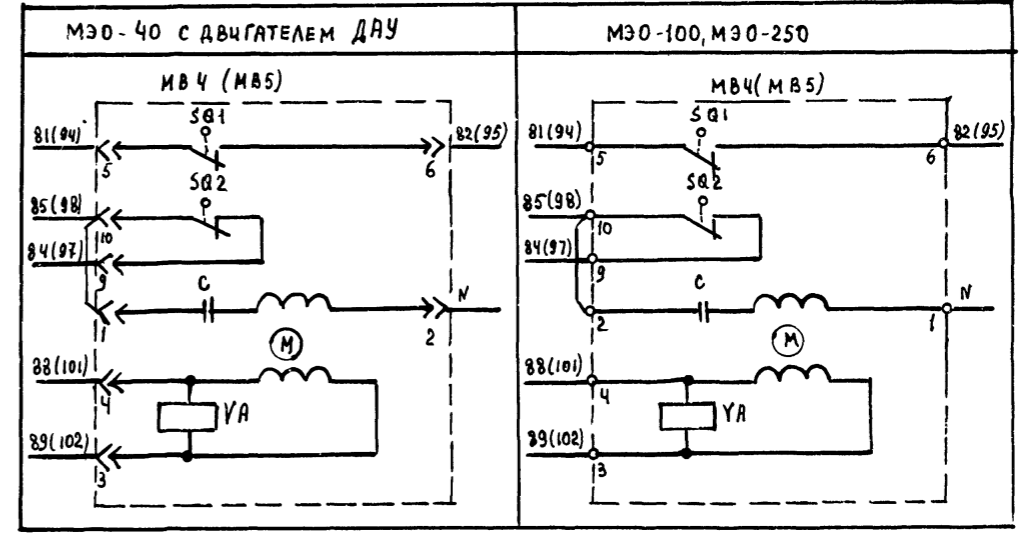 МЭО-40 С ДВИГАТЕЛЕМ ДАУ
МВ4 (МВ5)
SQ1
81(94)
5
82(95)
6
SQ2
85(98)
10
84(97)
9
C
1
N
2
M
88(101)
4
YA
89(102)
3
МЭО-100, МЭО-250
МВ4(МВ5)
SQ1
81(94)
5
82(95)
6
SQ2
85(98)
10
84(97)
9
C
2
N
1
M
88(101)
4
YA
89(102)
3